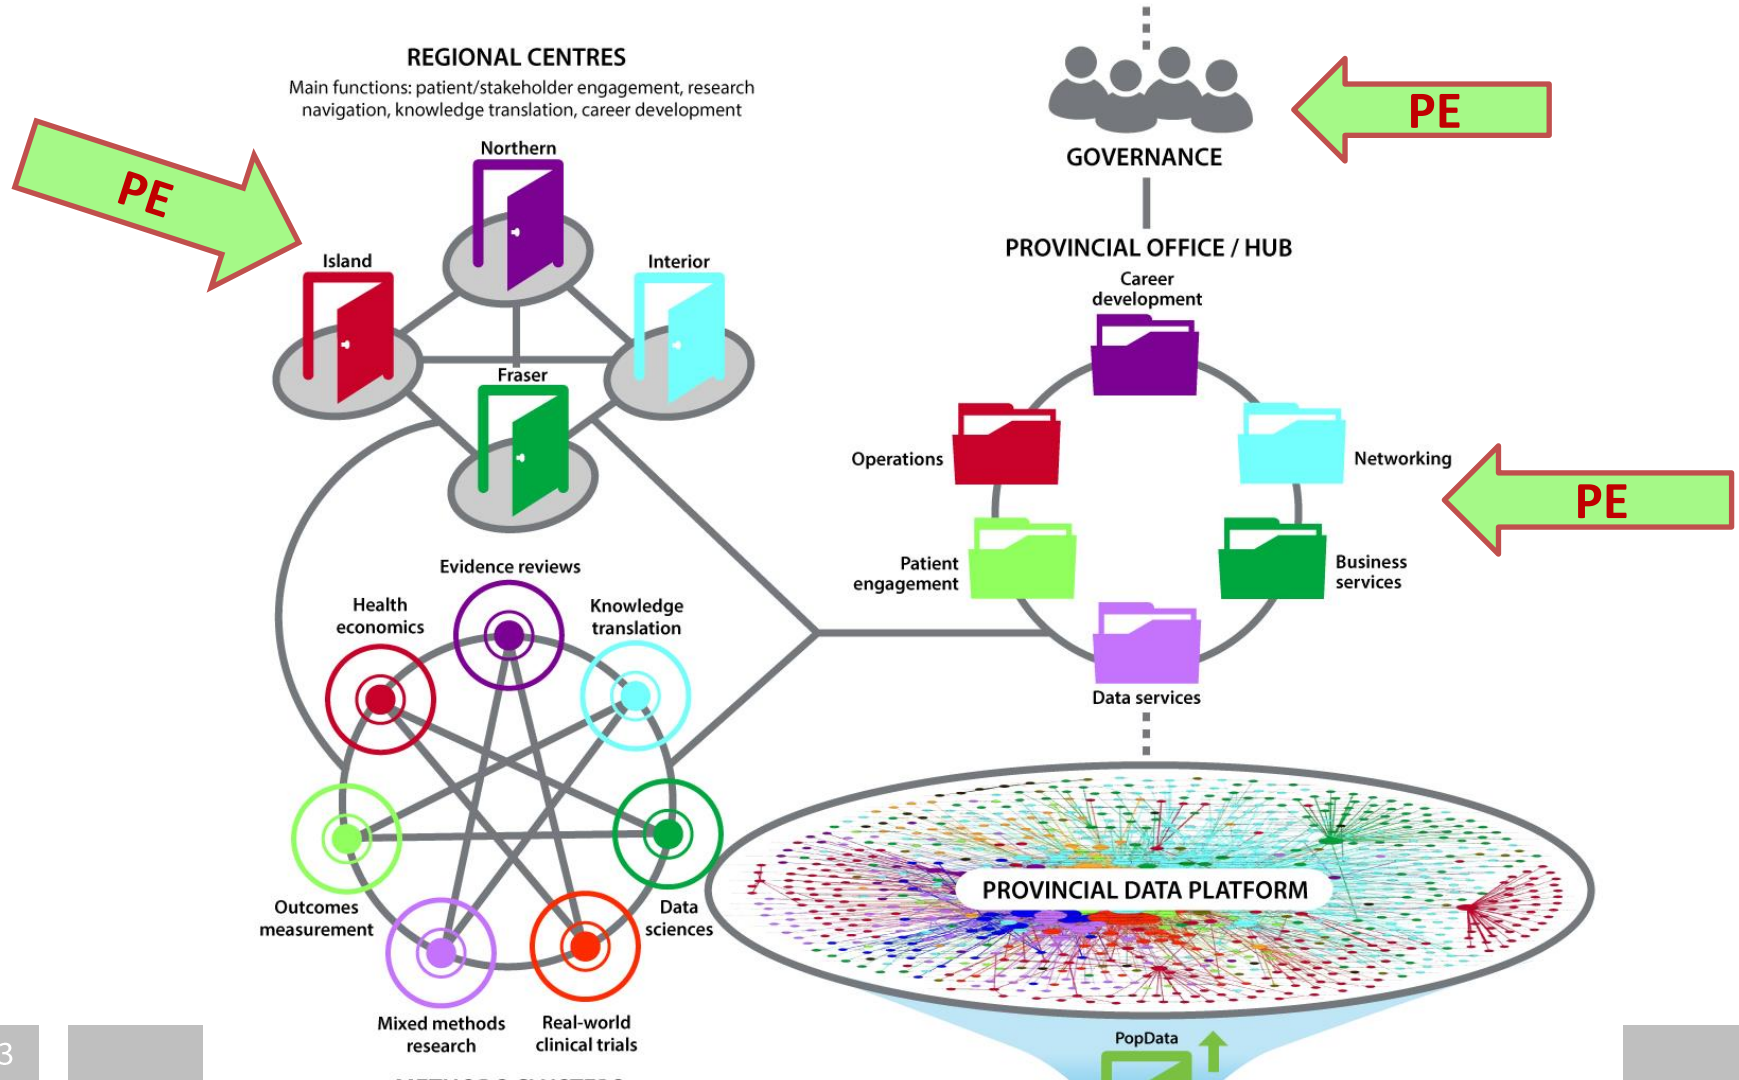 REGIONAL CENTRES
Main functions: patient/stakeholder engagement, research
navigation, knowledge translation, career development
PE
Northern
Island
Interior
Fraser
PE
GOVERNANCE
PROVINCIAL OFFICE / HUB
Career
development
Operations
Networking
PE
Patient
engagement
Business
services
Data services
Evidence reviews
Health
economics
Knowledge
translation
Outcomes
measurement
Data
sciences
Mixed methods
research
Real-world
clinical trials
PROVINCIAL DATA PLATFORM
PopData
3